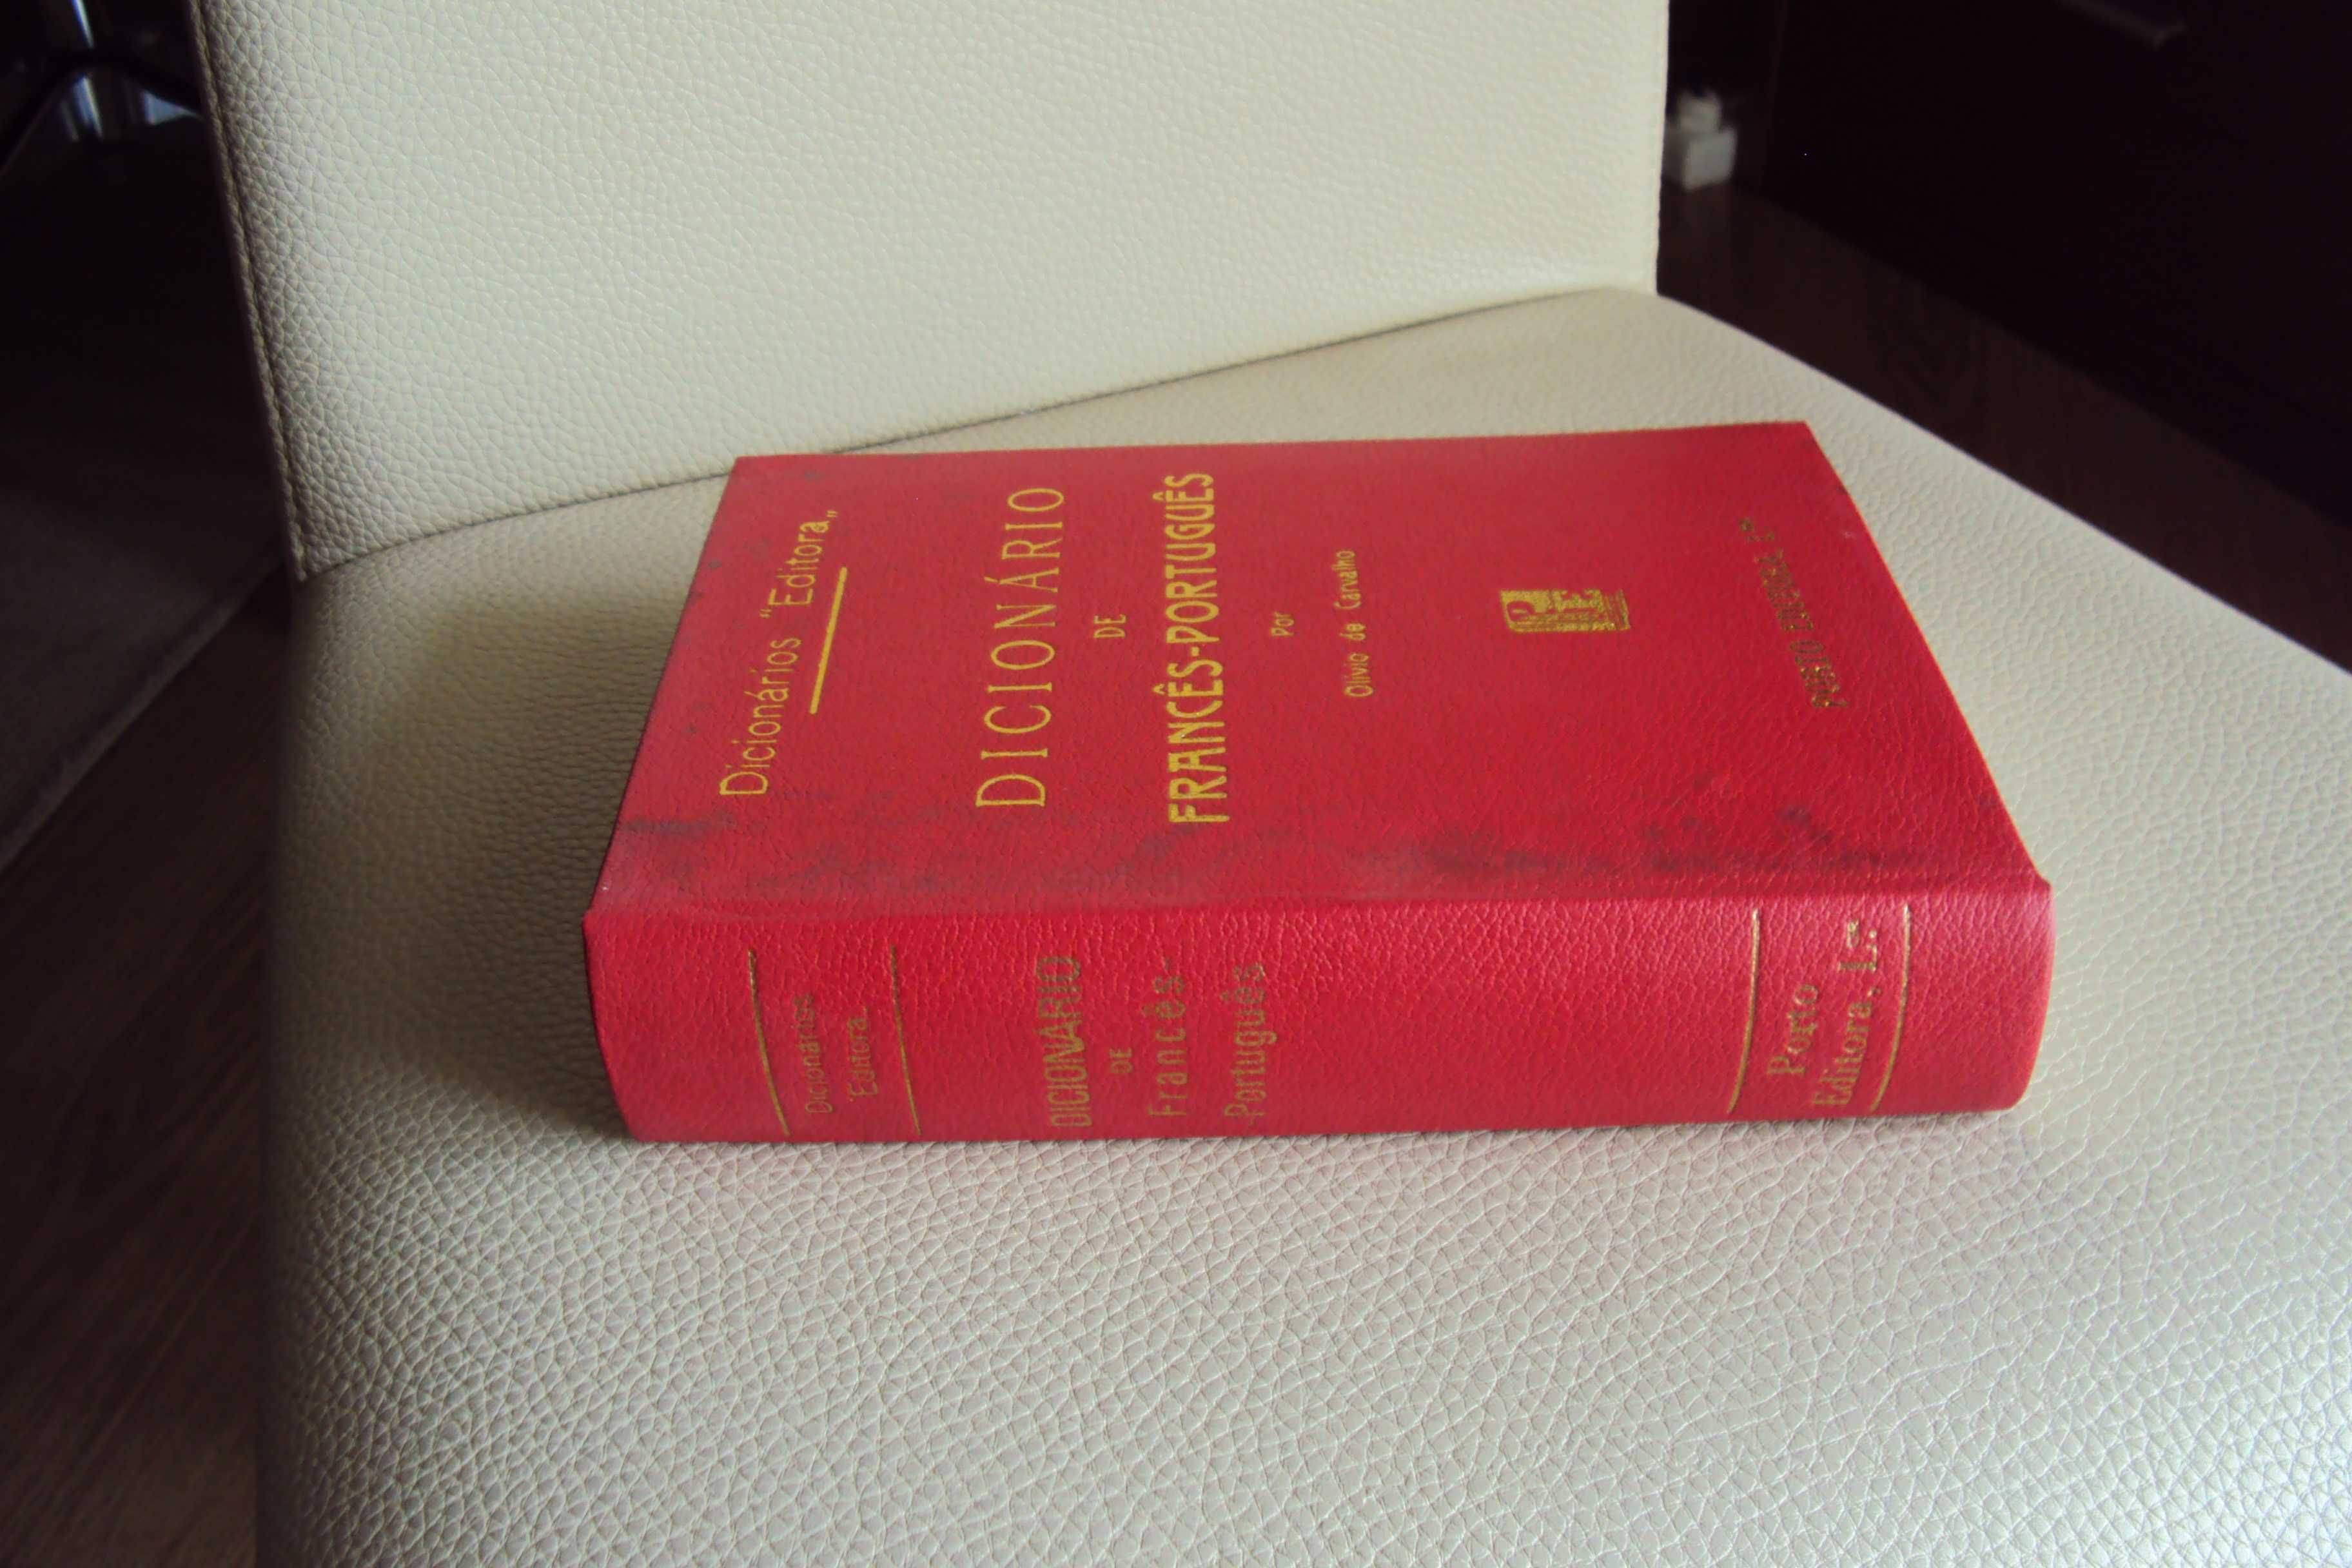 Dicionários "Editora„
DICIONÁRIO
DE
FRANCÊS-PORTUGUÊS
Por
Olívio de Carvalho
PE
PORTO EDITORA, L.ᴰᴬ
Dicionários
"Editora„
DICIONÁRIO
DE
Francês-
-Português
Porto
Editora, L.ᴰᴬ